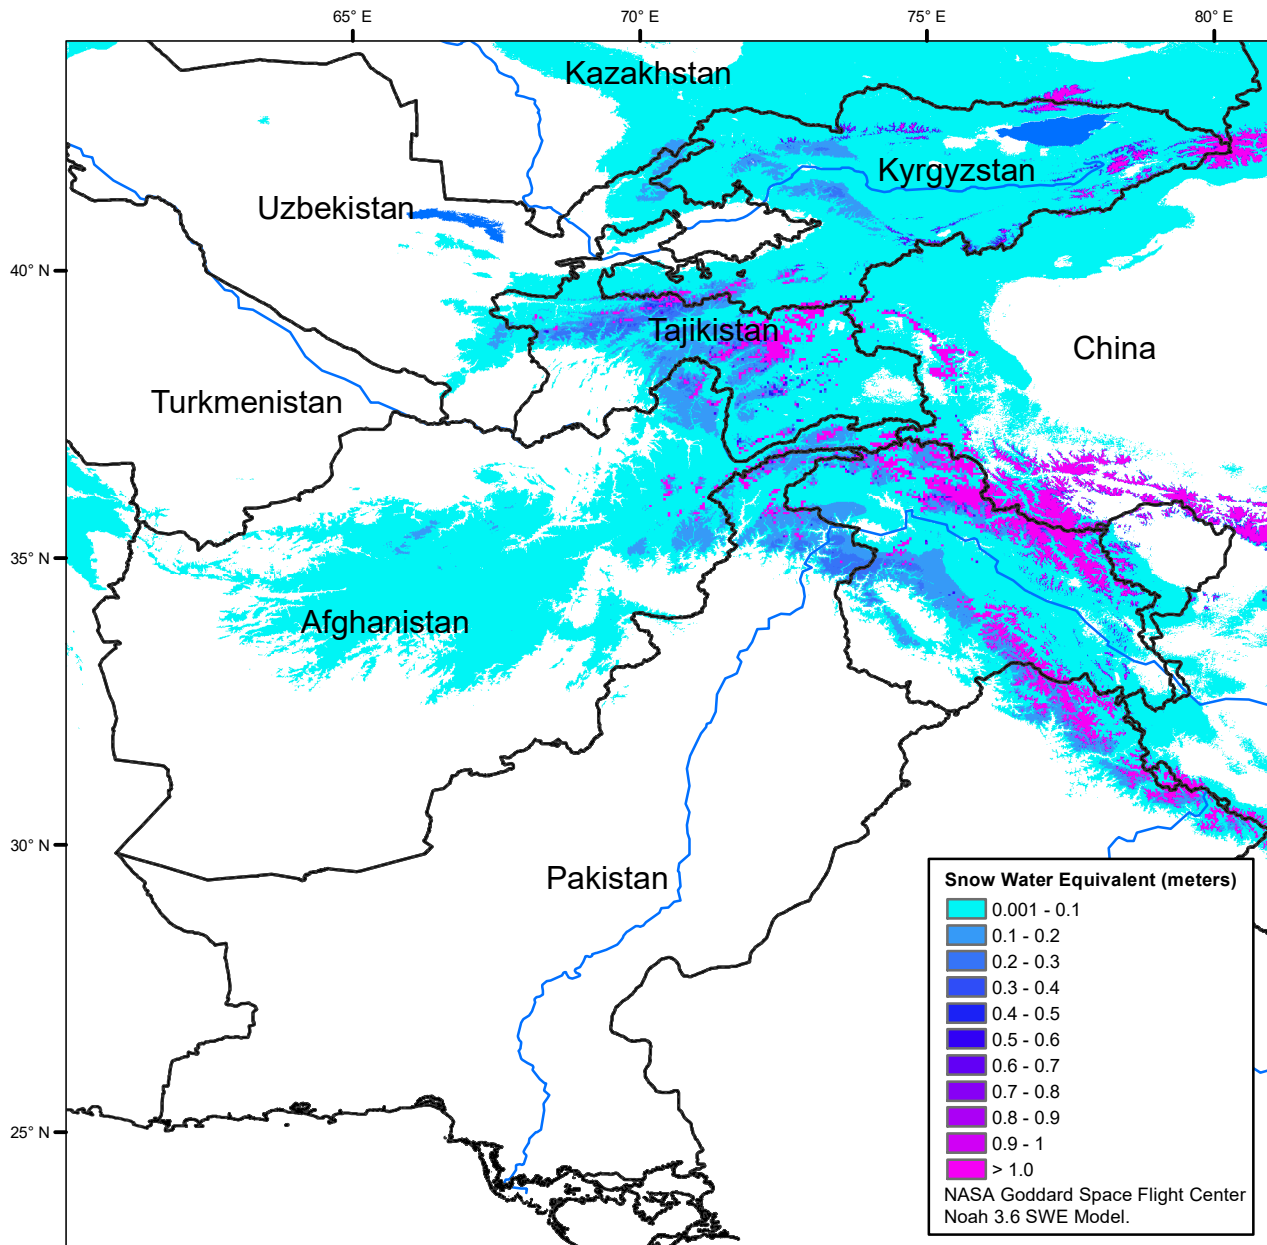 65° E
70° E
75° E
80° E
Kazakhstan
Kyrgyzstan
Uzbekistan
40° N
Tajikistan
China
Turkmenistan
35° N
Afghanistan
30° N
Pakistan
25° N
Snow Water Equivalent (meters)
0.001 - 0.1
0.1 - 0.2
0.2 - 0.3
0.3 - 0.4
0.4 - 0.5
0.5 - 0.6
0.6 - 0.7
0.7 - 0.8
0.8 - 0.9
0.9 - 1
> 1.0
NASA Goddard Space Flight Center
Noah 3.6 SWE Model.